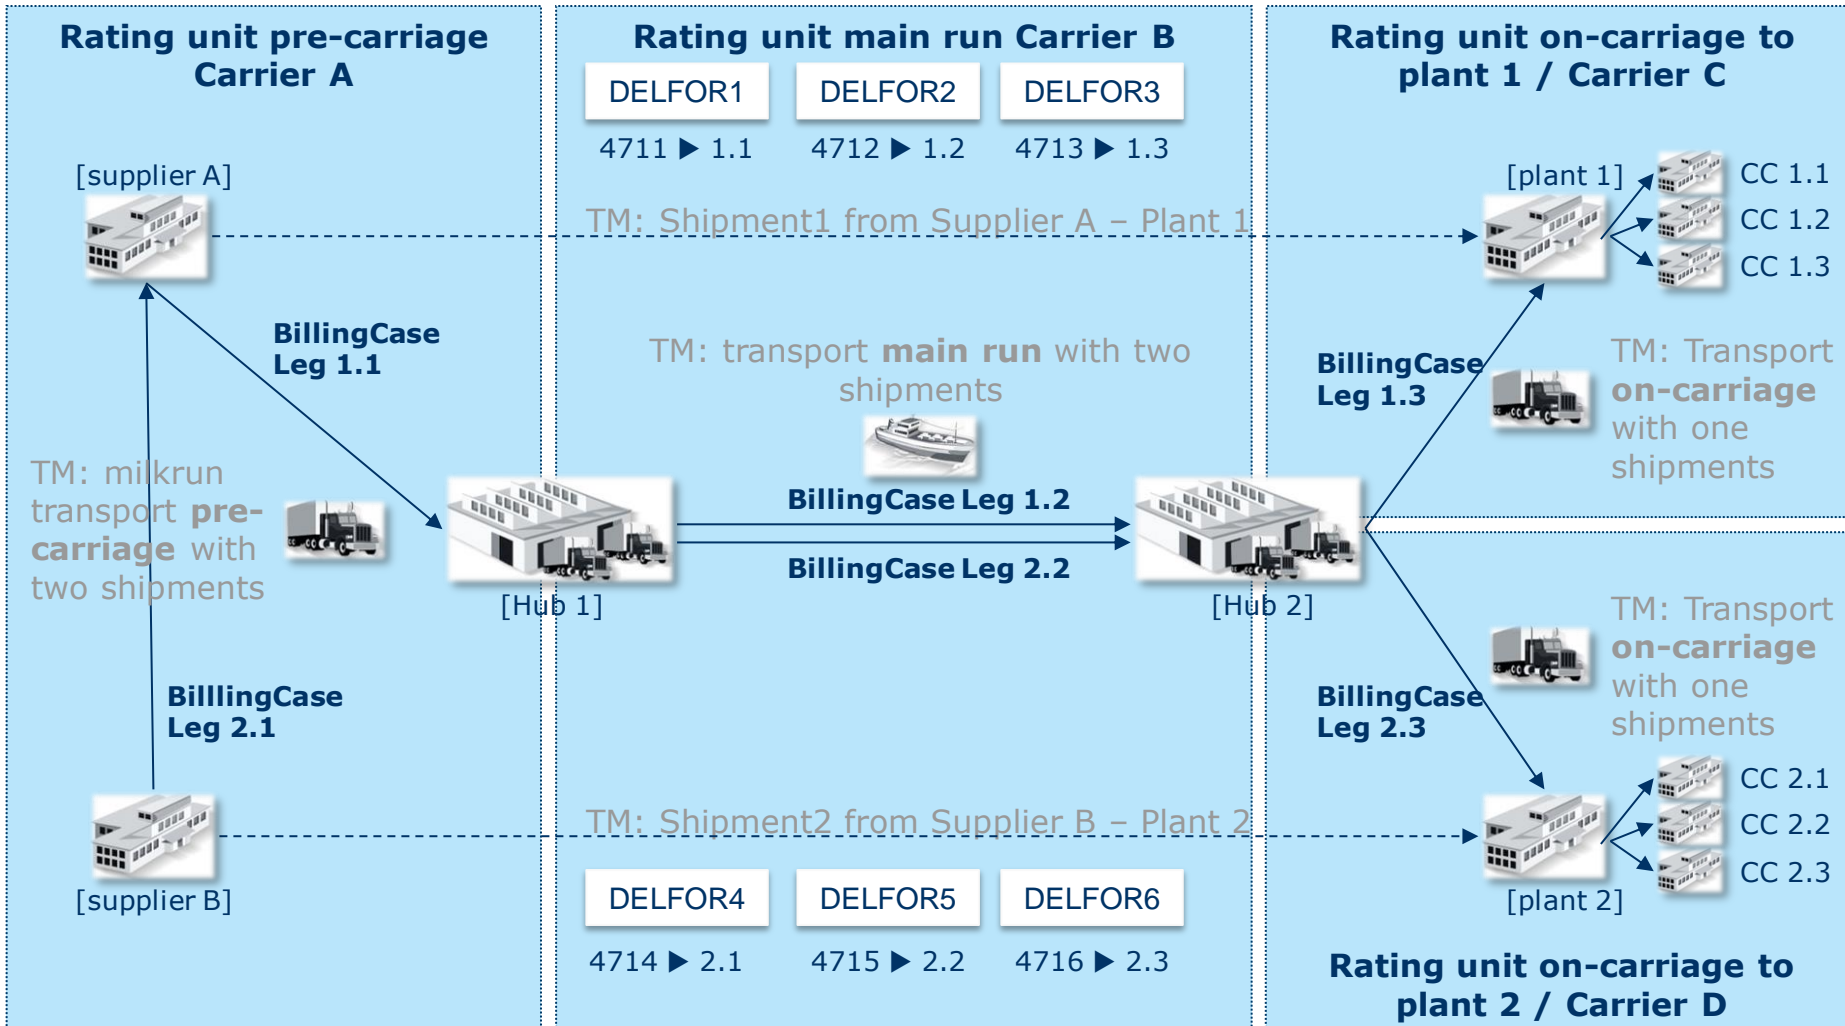 Rating unit pre-carriage
Carrier A
[supplier A]
BillingCase
Leg 1.1
TM: milkrun
transport pre-
carriage with
two shipments
BilllingCase
Leg 2.1
[supplier B]
[Hub 1]
Rating unit main run Carrier B
DELFOR1 DELFOR2 DELFOR3
4711 ▶ 1.1 4712 ▶ 1.2 4713 ▶ 1.3
TM: Shipment1 from Supplier A – Plant 1
TM: transport main run with two
shipments
BillingCase Leg 1.2
BillingCase Leg 2.2
TM: Shipment2 from Supplier B – Plant 2
DELFOR4 DELFOR5 DELFOR6
4714 ▶ 2.1 4715 ▶ 2.2 4716 ▶ 2.3
[Hub 2]
Rating unit on-carriage to
plant 1 / Carrier C
[plant 1]
CC 1.1
CC 1.2
CC 1.3
BillingCase
Leg 1.3
TM: Transport
on-carriage
with one
shipments
BillingCase
Leg 2.3
TM: Transport
on-carriage
with one
shipments
CC 2.1
CC 2.2
CC 2.3
[plant 2]
Rating unit on-carriage to
plant 2 / Carrier D